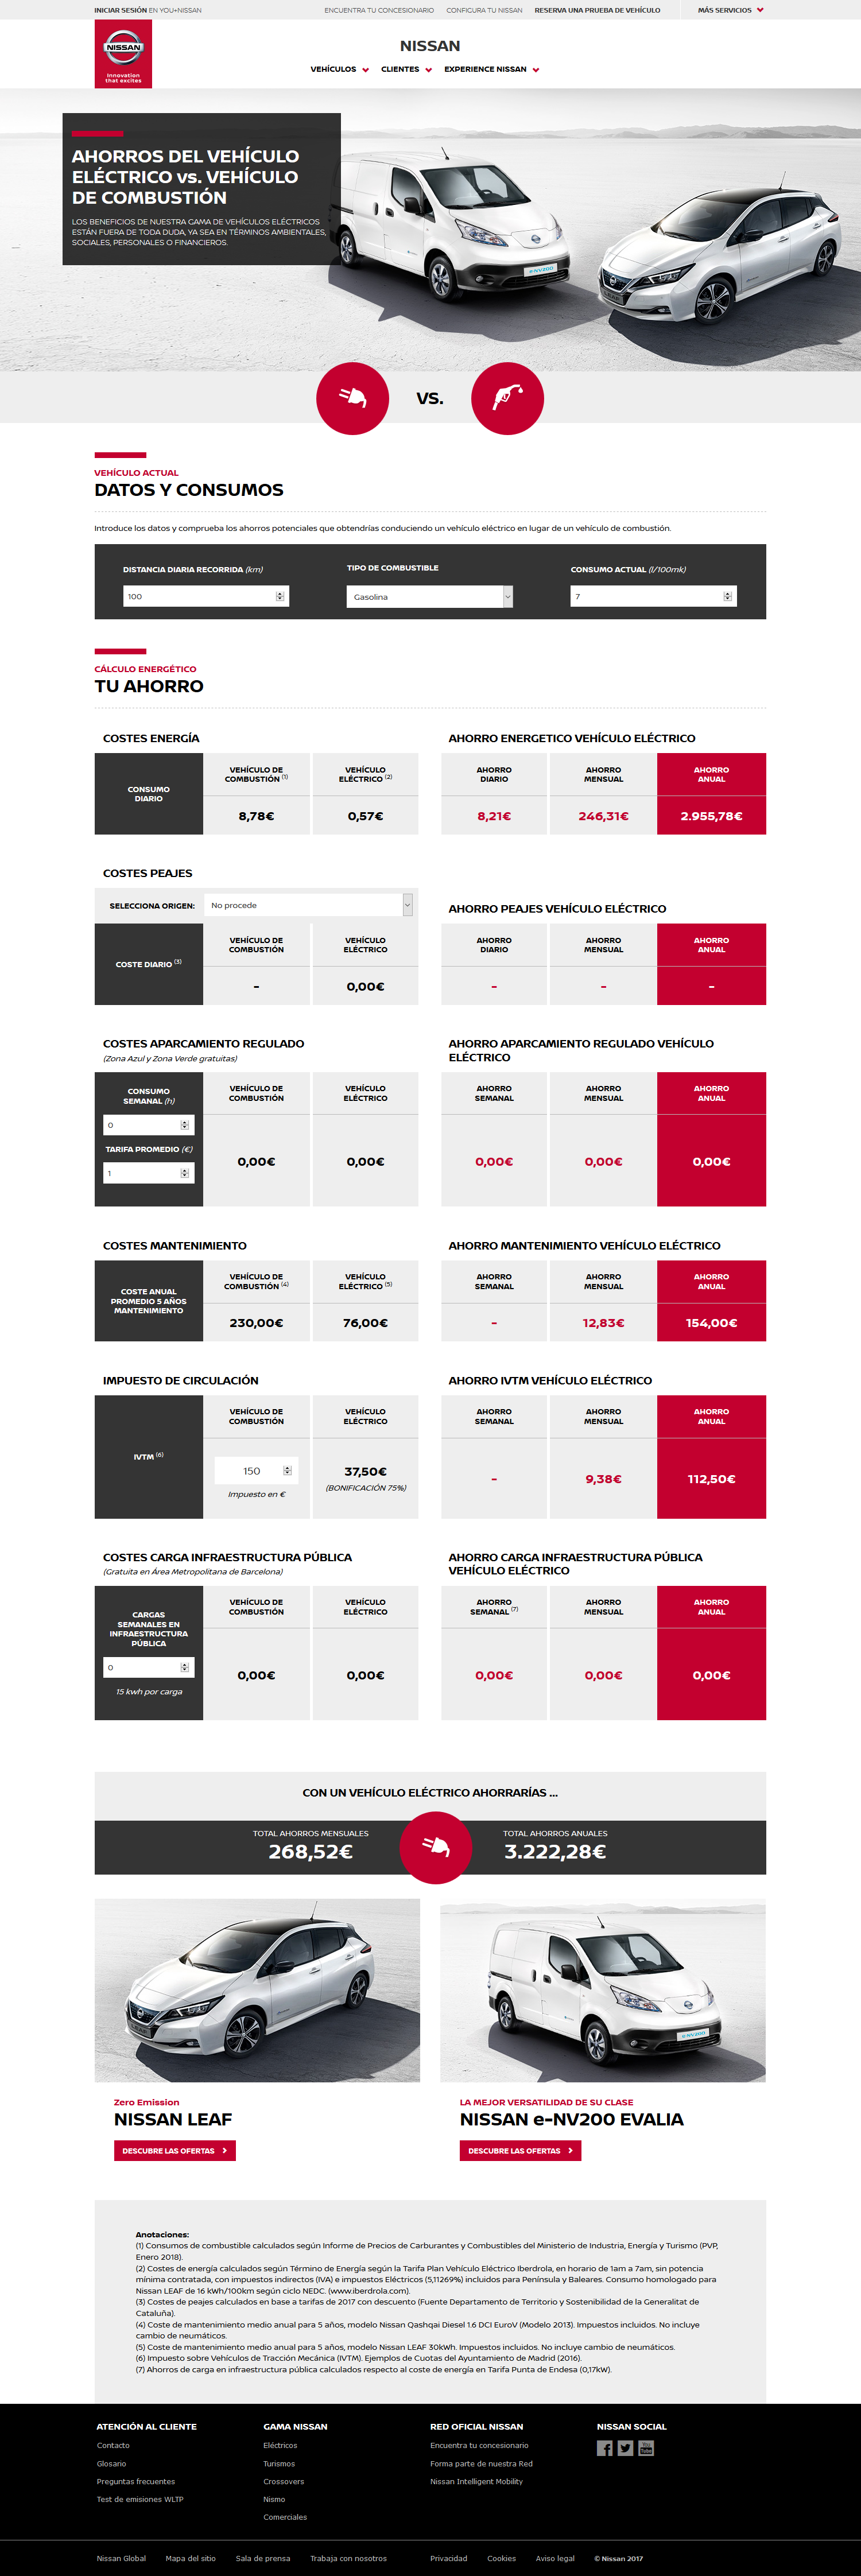 INICIAR SESIÓN EN YOU+NISSAN
ENCUENTRA TU CONCESIONARIO
CONFIGURA TU NISSAN
RESERVA UNA PRUEBA DE VEHÍCULO
MÁS SERVICIOS
NISSAN
Innovation
that excites
NISSAN
VEHÍCULOS
CLIENTES
EXPERIENCE NISSAN
AHORROS DEL VEHÍCULO
ELÉCTRICO vs. VEHÍCULO
DE COMBUSTIÓN
LOS BENEFICIOS DE NUESTRA GAMA DE VEHÍCULOS ELÉCTRICOS
ESTÁN FUERA DE TODA DUDA, YA SEA EN TÉRMINOS AMBIENTALES,
SOCIALES, PERSONALES O FINANCIEROS.
e-NV200
VS.
VEHÍCULO ACTUAL
DATOS Y CONSUMOS
Introduce los datos y comprueba los ahorros potenciales que obtendrías conduciendo un vehículo eléctrico en lugar de un vehículo de combustión.
DISTANCIA DIARIA RECORRIDA (km)
TIPO DE COMBUSTIBLE
CONSUMO ACTUAL (l/100mk)
100
Gasolina
7
CÁLCULO ENERGÉTICO
TU AHORRO
COSTES ENERGÍA
CONSUMO
DIARIO
VEHÍCULO DE
COMBUSTIÓN (1)
8,78€
VEHÍCULO
ELÉCTRICO (2)
0,57€
AHORRO ENERGETICO VEHÍCULO ELÉCTRICO
AHORRO
DIARIO
8,21€
AHORRO
MENSUAL
246,31€
AHORRO
ANUAL
2.955,78€
COSTES PEAJES
SELECCIONA ORIGEN:
No procede
COSTE DIARIO (3)
VEHÍCULO DE
COMBUSTIÓN
-
VEHÍCULO
ELÉCTRICO
0,00€
AHORRO PEAJES VEHÍCULO ELÉCTRICO
AHORRO
DIARIO
-
AHORRO
MENSUAL
-
AHORRO
ANUAL
-
COSTES APARCAMIENTO REGULADO
(Zona Azul y Zona Verde gratuitas)
CONSUMO
SEMANAL (h)
0
TARIFA PROMEDIO (€)
1
VEHÍCULO DE
COMBUSTIÓN
0,00€
VEHÍCULO
ELÉCTRICO
0,00€
AHORRO APARCAMIENTO REGULADO VEHÍCULO
ELÉCTRICO
AHORRO
SEMANAL
0,00€
AHORRO
MENSUAL
0,00€
AHORRO
ANUAL
0,00€
COSTES MANTENIMIENTO
COSTE ANUAL
PROMEDIO 5 AÑOS
MANTENIMIENTO
VEHÍCULO DE
COMBUSTIÓN (4)
230,00€
VEHÍCULO
ELÉCTRICO (5)
76,00€
AHORRO MANTENIMIENTO VEHÍCULO ELÉCTRICO
AHORRO
SEMANAL
-
AHORRO
MENSUAL
12,83€
AHORRO
ANUAL
154,00€
IMPUESTO DE CIRCULACIÓN
IVTM (6)
VEHÍCULO DE
COMBUSTIÓN
150
Impuesto en €
VEHÍCULO
ELÉCTRICO
37,50€
(BONIFICACIÓN 75%)
AHORRO IVTM VEHÍCULO ELÉCTRICO
AHORRO
SEMANAL
-
AHORRO
MENSUAL
9,38€
AHORRO
ANUAL
112,50€
COSTES CARGA INFRAESTRUCTURA PÚBLICA
(Gratuita en Área Metropolitana de Barcelona)
CARGAS
SEMANALES EN
INFRAESTRUCTURA
PÚBLICA
0
15 kwh por carga
VEHÍCULO DE
COMBUSTIÓN
0,00€
VEHÍCULO
ELÉCTRICO
0,00€
AHORRO CARGA INFRAESTRUCTURA PÚBLICA
VEHÍCULO ELÉCTRICO
AHORRO
SEMANAL (7)
0,00€
AHORRO
MENSUAL
0,00€
AHORRO
ANUAL
0,00€
CON UN VEHÍCULO ELÉCTRICO AHORRARÍAS ...
TOTAL AHORROS MENSUALES
268,52€
TOTAL AHORROS ANUALES
3.222,28€
e-NV200
Zero Emission
NISSAN LEAF
DESCUBRE LAS OFERTAS
LA MEJOR VERSATILIDAD DE SU CLASE
NISSAN e-NV200 EVALIA
DESCUBRE LAS OFERTAS
Anotaciones:
(1) Consumos de combustible calculados según Informe de Precios de Carburantes y Combustibles del Ministerio de Industria, Energía y Turismo (PVP,
Enero 2018).
(2) Costes de energía calculados según Término de Energía según la Tarifa Plan Vehículo Eléctrico Iberdrola, en horario de 1am a 7am, sin potencia
mínima contratada, con impuestos indirectos (IVA) e impuestos Eléctricos (5,11269%) incluidos para Península y Baleares. Consumo homologado para
Nissan LEAF de 16 kWh/100km según ciclo NEDC. (www.iberdrola.com).
(3) Costes de peajes calculados en base a tarifas de 2017 con descuento (Fuente Departamento de Territorio y Sostenibilidad de la Generalitat de
Cataluña).
(4) Coste de mantenimiento medio anual para 5 años, modelo Nissan Qashqai Diesel 1.6 DCI EuroV (Modelo 2013). Impuestos incluidos. No incluye
cambio de neumáticos.
(5) Coste de mantenimiento medio anual para 5 años, modelo Nissan LEAF 30kWh. Impuestos incluidos. No incluye cambio de neumáticos.
(6) Impuesto sobre Vehículos de Tracción Mecánica (IVTM). Ejemplos de Cuotas del Ayuntamiento de Madrid (2016).
(7) Ahorros de carga en infraestructura pública calculados respecto al coste de energía en Tarifa Punta de Endesa (0,17kW).
ATENCIÓN AL CLIENTE
Contacto
Glosario
Preguntas frecuentes
Test de emisiones WLTP
GAMA NISSAN
Eléctricos
Turismos
Crossovers
Nismo
Comerciales
RED OFICIAL NISSAN
Encuentra tu concesionario
Forma parte de nuestra Red
Nissan Intelligent Mobility
NISSAN SOCIAL
You Tube
Nissan Global
Mapa del sitio
Sala de prensa
Trabaja con nosotros
Privacidad
Cookies
Aviso legal
© Nissan 2017